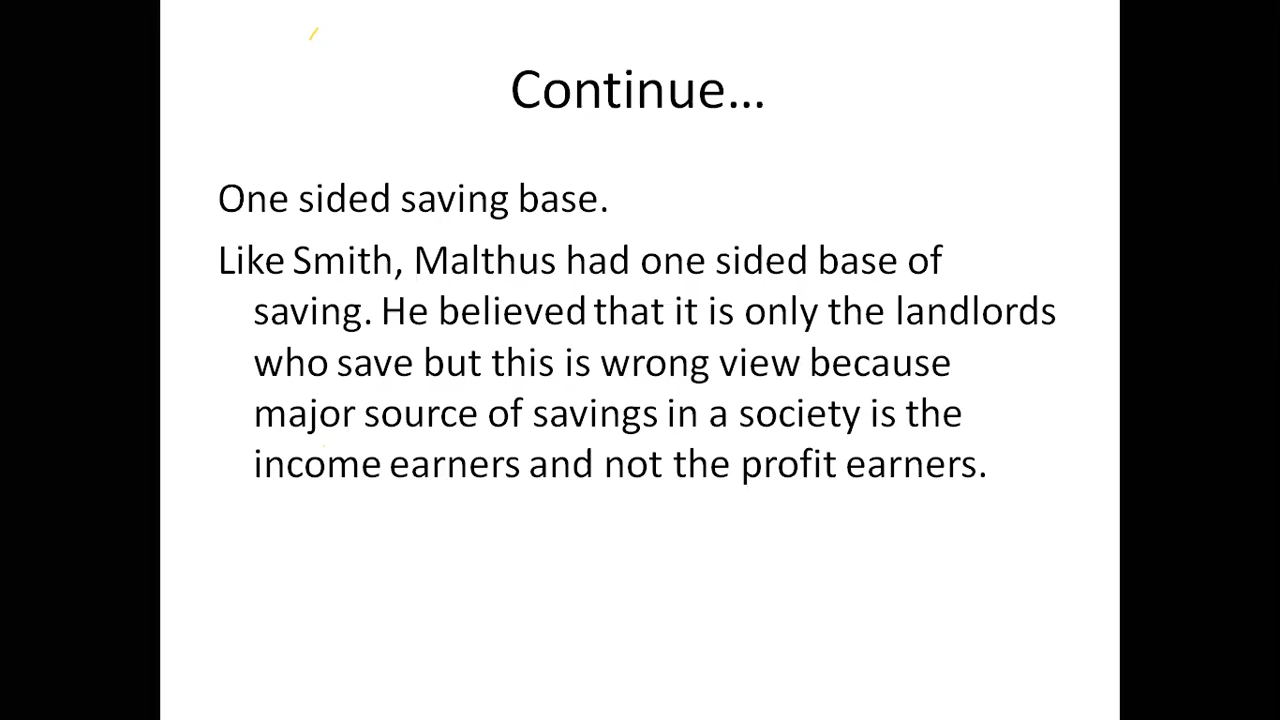 Continue…
One sided saving base.
Like Smith, Malthus had one sided base of
saving. He believed that it is only the landlords
who save but this is wrong view because
major source of savings in a society is the
income earners and not the profit earners.